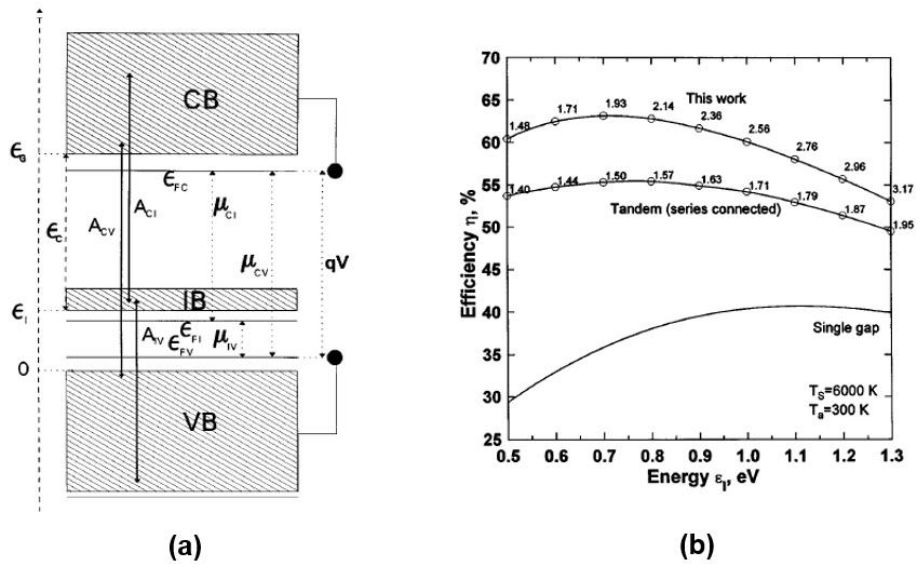 CB
ϵG
ϵFC
μCI
ACI
ACV
ϵC
μCV
qV
IB
ϵI
AIV
ϵFI
ϵFV
μIV
0
VB
(a)
70
65
60
55
50
45
40
35
30
25
Efficiency η, %
This work
1.48
1.71
1.93
2.14
2.36
2.56
2.76
2.96
3.17
1.40
1.44
1.50
1.57
1.63
1.71
1.79
1.87
1.95
Tandem (series connected)
Single gap
TS=6000 K
Ta=300 K
0.5 0.6 0.7 0.8 0.9 1.0 1.1 1.2 1.3
Energy εI, eV
(b)